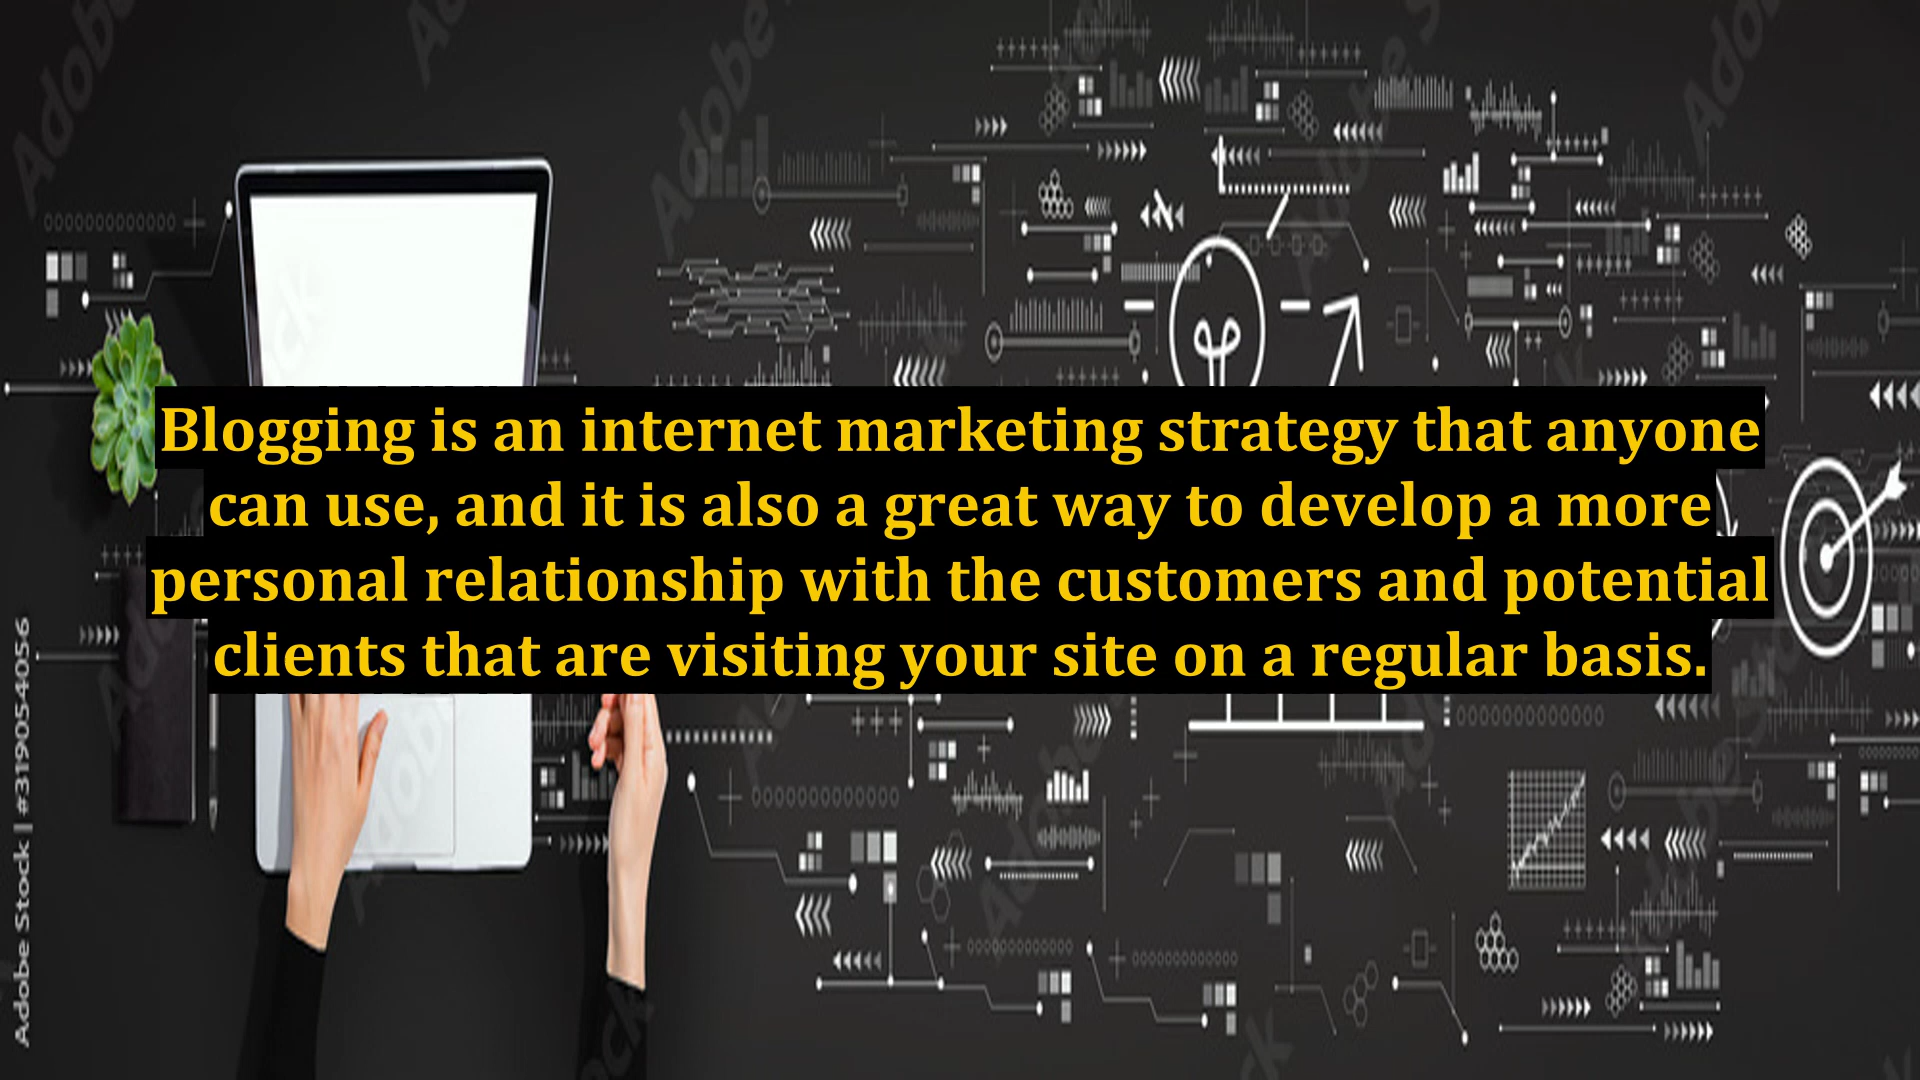 Blogging is an internet marketing strategy that anyone
can use, and it is also a great way to develop a more
personal relationship with the customers and potential
clients that are visiting your site on a regular basis.
Adobe Stock | #319054056